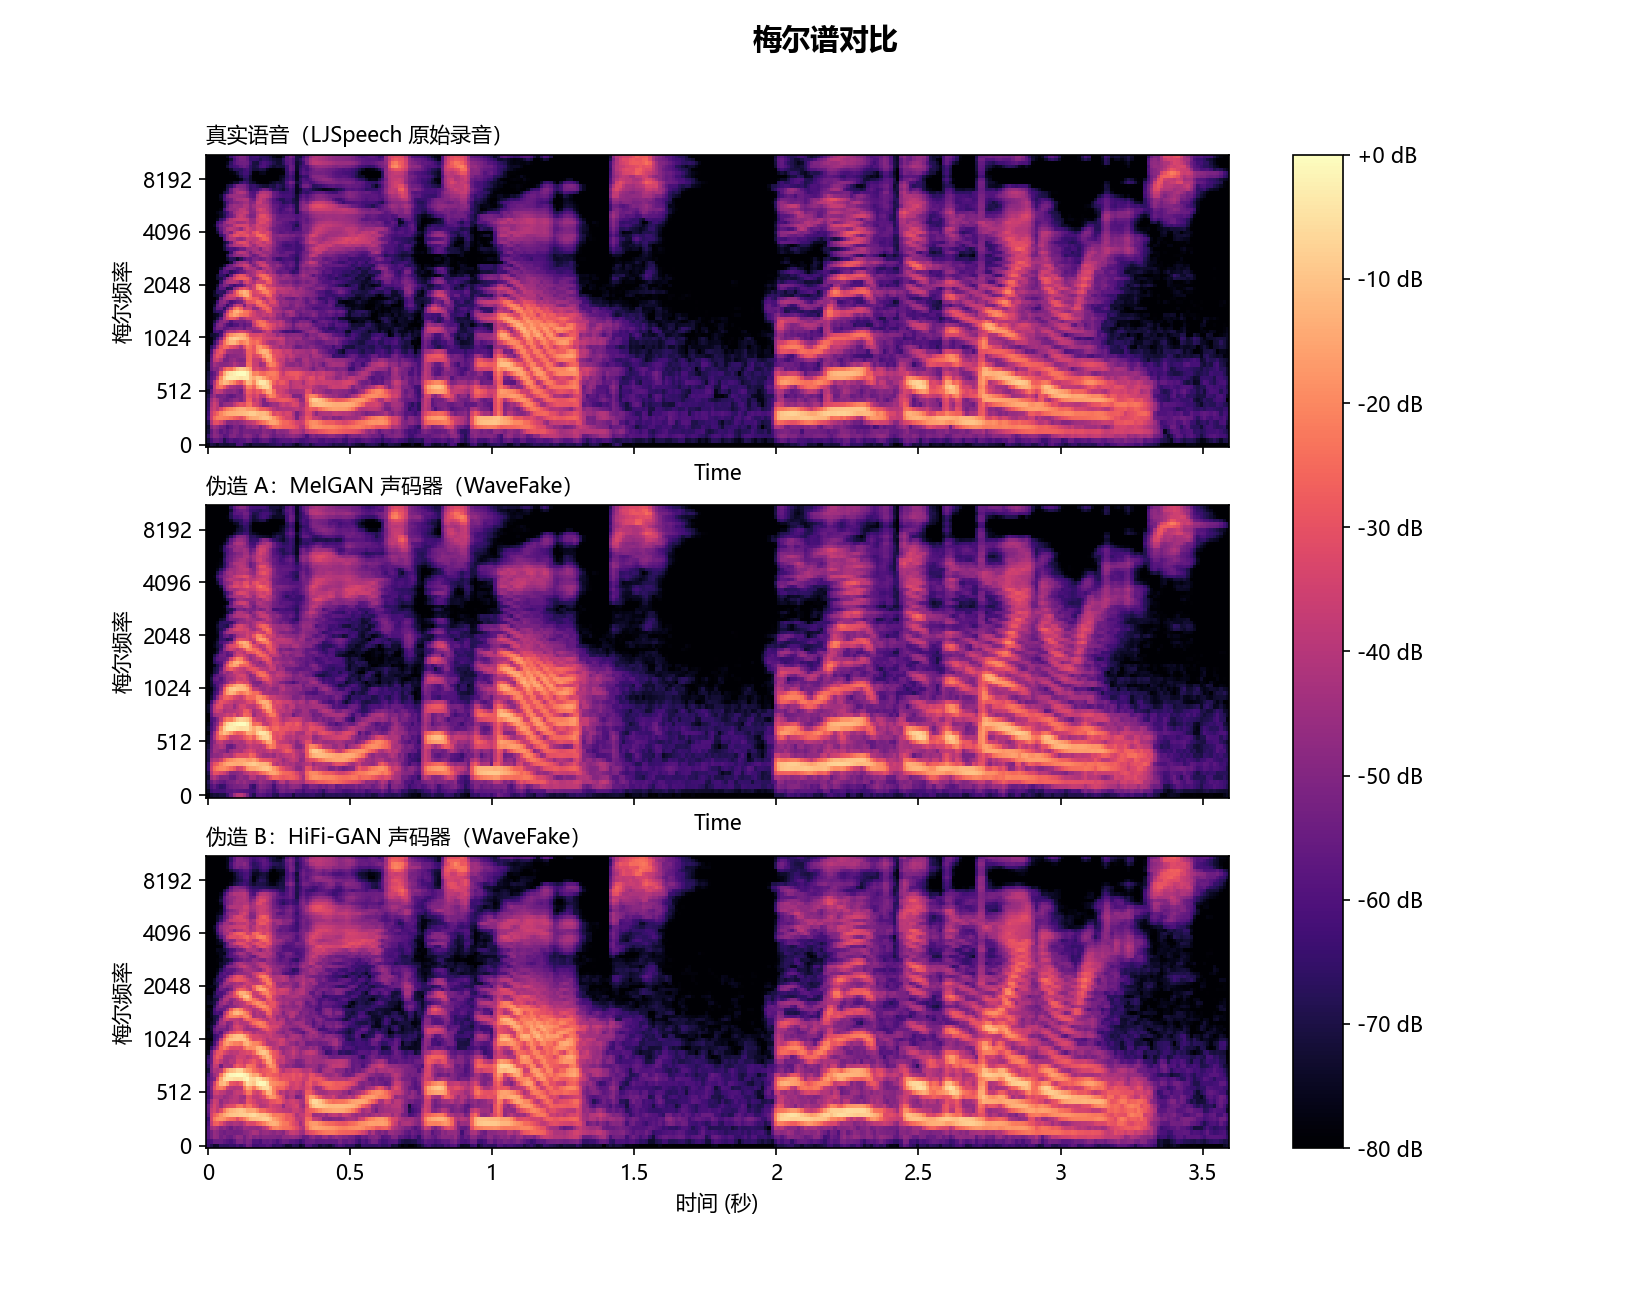 梅尔谱对比
真实语音（LJSpeech 原始录音）
8192
4096
2048
1024
512
0
梅尔频率
Time
伪造 A：MelGAN 声码器（WaveFake）
8192
4096
2048
1024
512
0
梅尔频率
Time
伪造 B：HiFi-GAN 声码器（WaveFake）
8192
4096
2048
1024
512
0
梅尔频率
0 0.5 1 1.5 2 2.5 3 3.5
时间 (秒)
+0 dB
-10 dB
-20 dB
-30 dB
-40 dB
-50 dB
-60 dB
-70 dB
-80 dB